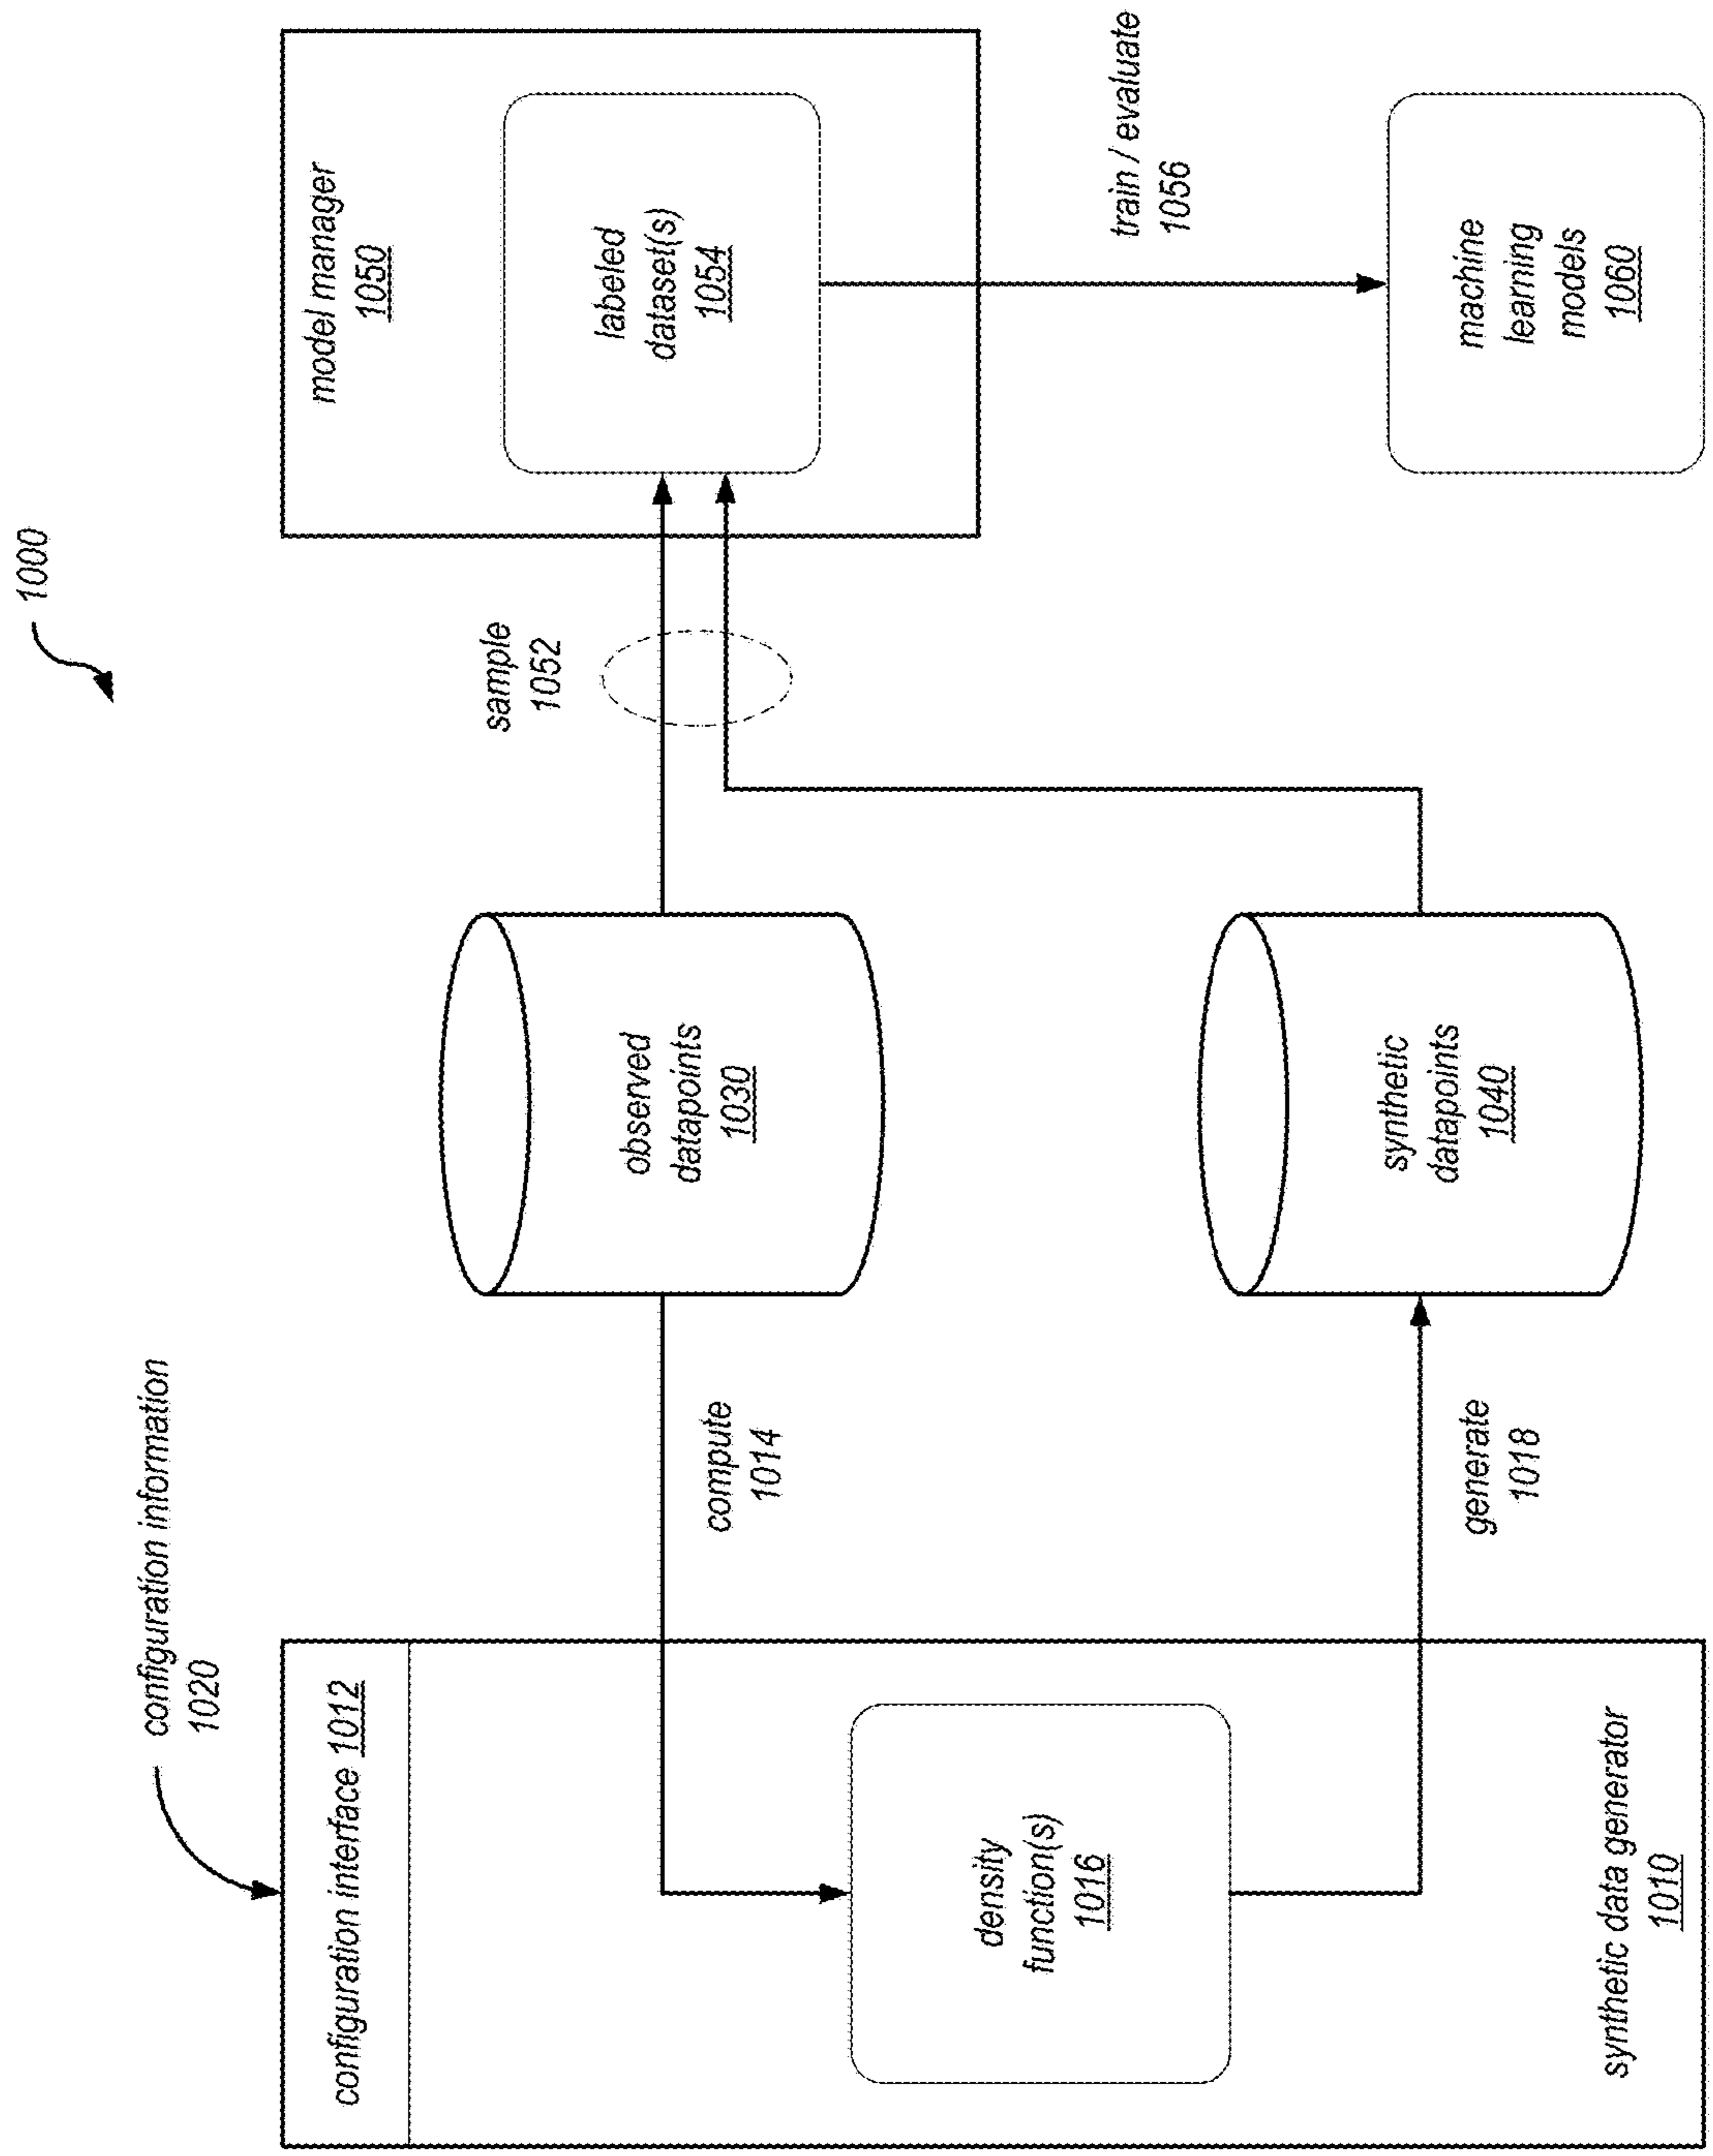 1000
configuration information
1020
configuration interface 1012
density
function(s)
1016
synthetic data generator
1010
compute
1014
generate
1018
observed
datapoints
1030
synthetic
datapoints
1040
sample
1052
model manager
1050
labeled
dataset(s)
1054
train / evaluate
1056
machine
learning
models
1060